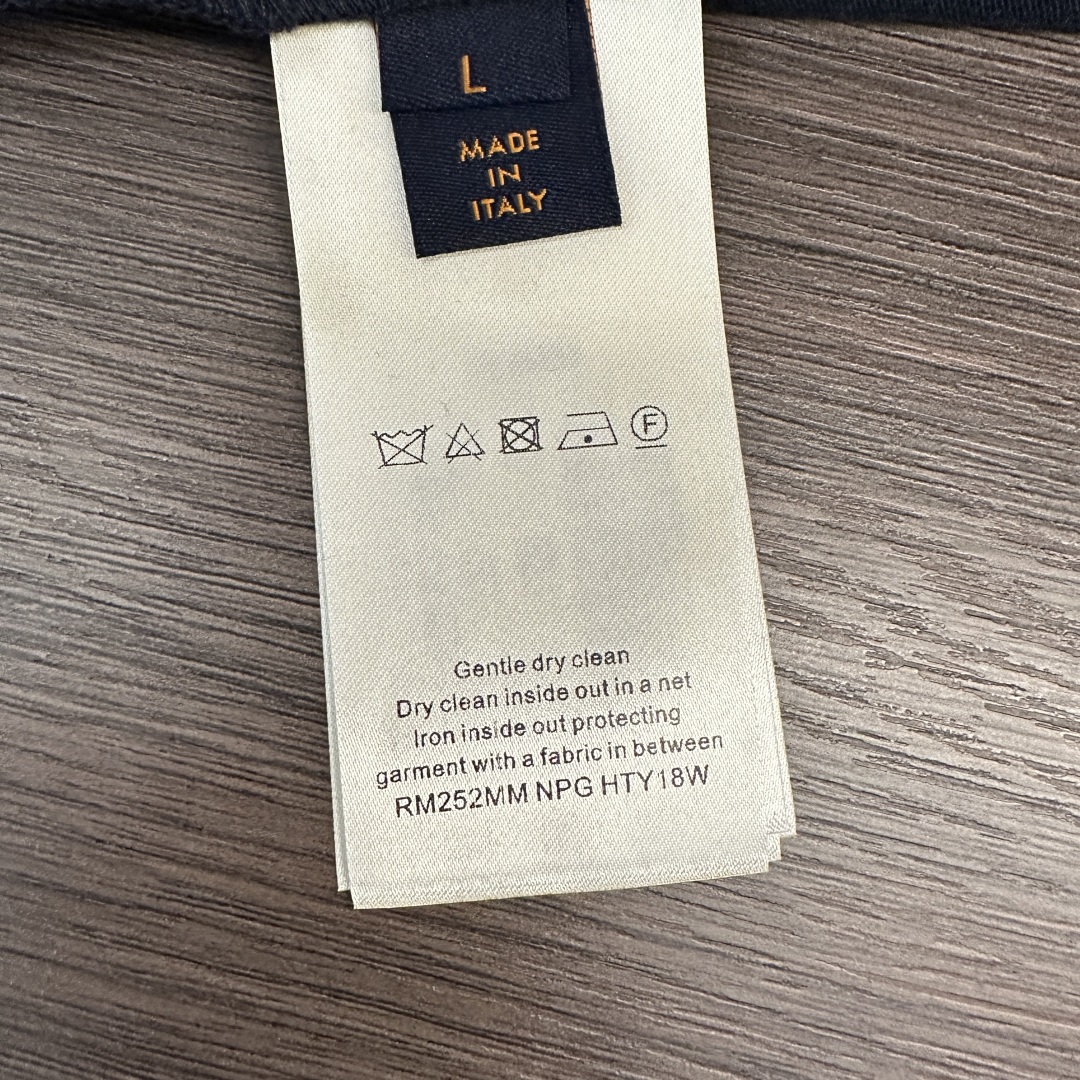 L
MADE
IN
ITALY
F
Gentle dry clean
Dry clean inside out in a net
Iron inside out protecting
garment with a fabric in between
RM252MM NPG HTY18W